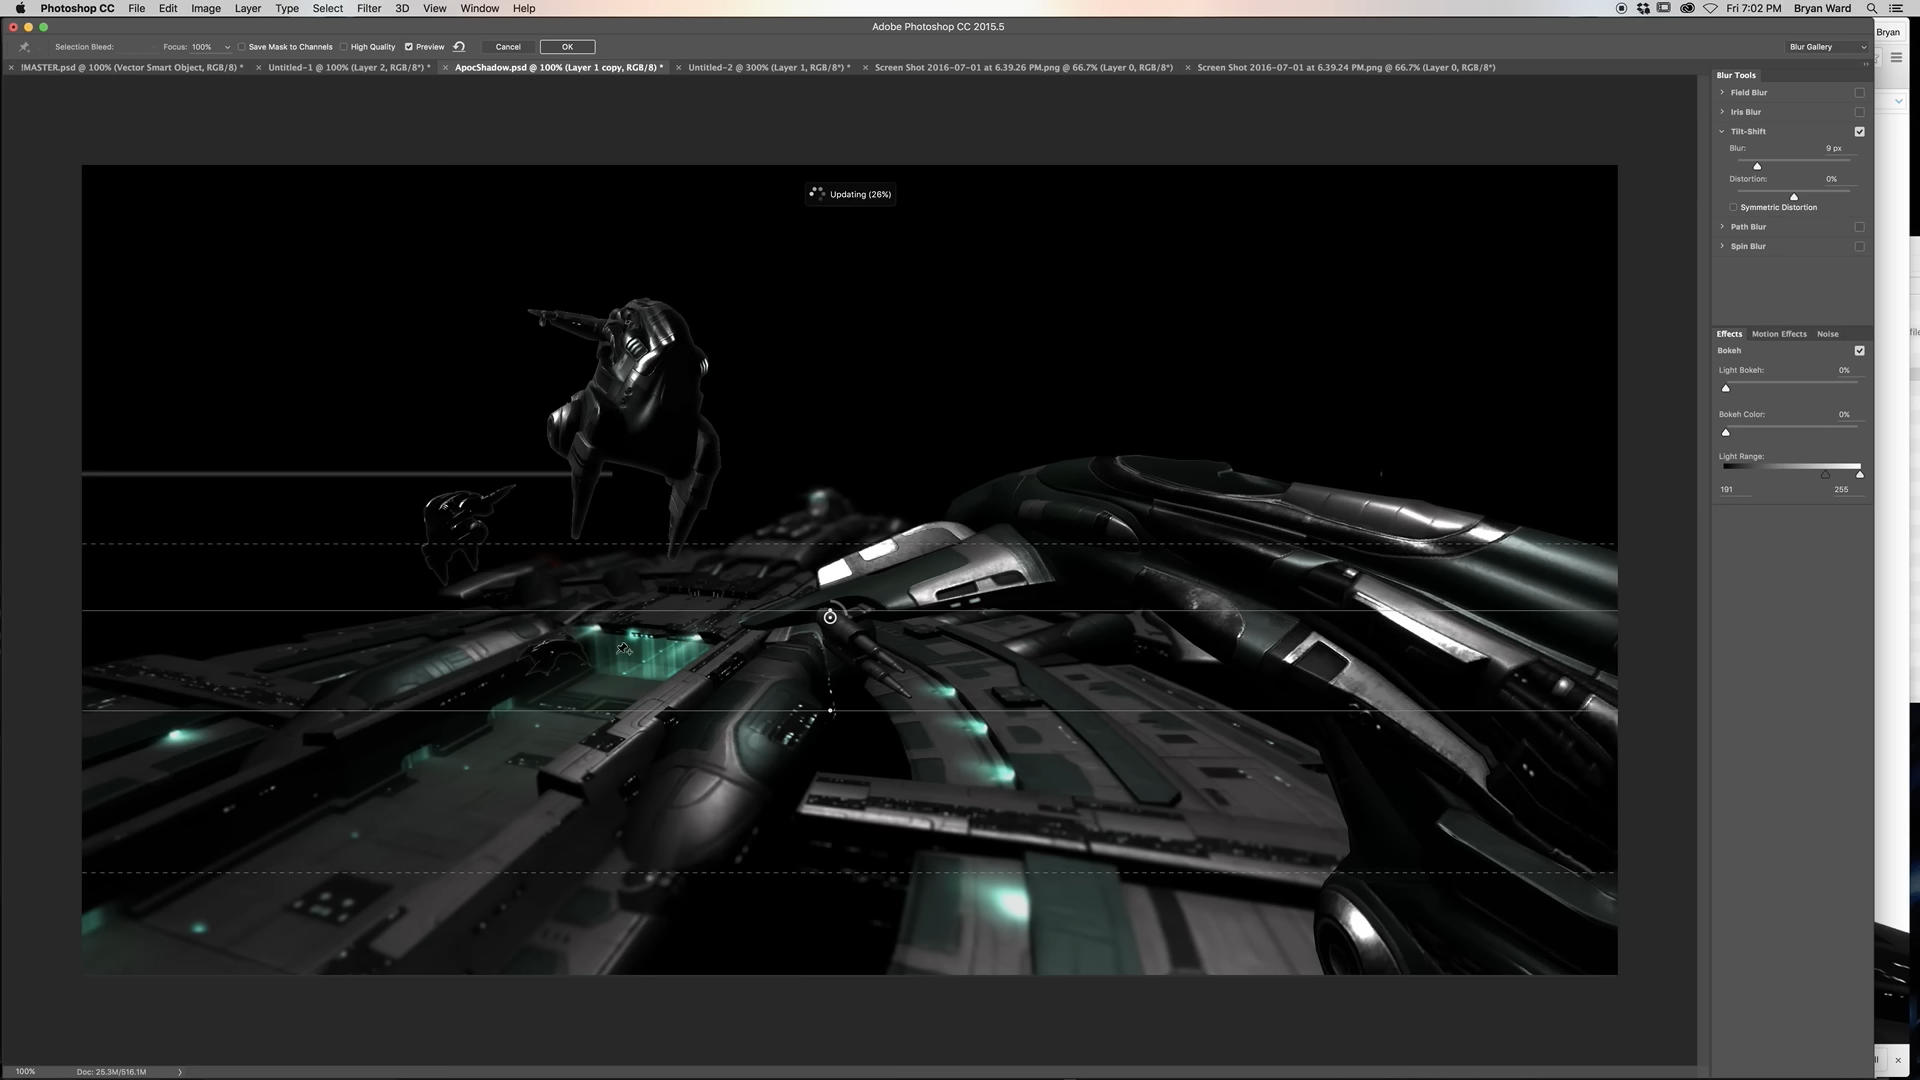 Photoshop CC File Edit Image Layer Type Select Filter 3D View Window Help Fri 7:02 PM Bryan Ward
Adobe Photoshop CC 2015.5
Bryan
Selection Bleed: Focus: 100% Save Mask to Channels High Quality Preview Cancel OK Blur Gallery
!MASTER.psd @ 100% (Vector Smart Object, RGB/8) * Untitled-1 @ 100% (Layer 2, RGB/8*) * ApocShadow.psd @ 100% (Layer 1 copy, RGB/8) * Untitled-2 @ 300% (Layer 1, RGB/8*) * Screen Shot 2016-07-01 at 6.39.26 PM.png @ 66.7% (Layer 0, RGB/8*) Screen Shot 2016-07-01 at 6.39.24 PM.png @ 66.7% (Layer 0, RGB/8*)
Blur Tools
Field Blur
Iris Blur
Tilt-Shift
Blur: 9 px
Distortion: 0%
Symmetric Distortion
Path Blur
Spin Blur
Updating (26%)
Effects Motion Effects Noise
Bokeh
Light Bokeh: 0%
Bokeh Color: 0%
Light Range:
191 255
100% Doc: 25.3M/516.1M